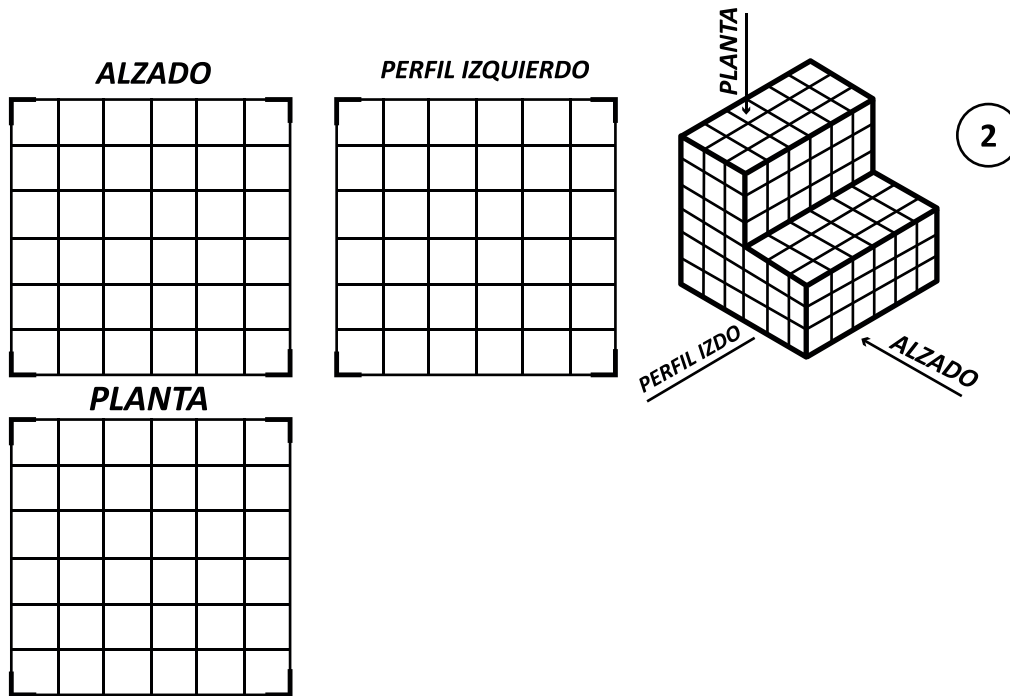 ALZADO
PERFIL IZQUIERDO
PLANTA
2
PERFIL IZDO
ALZADO
PLANTA